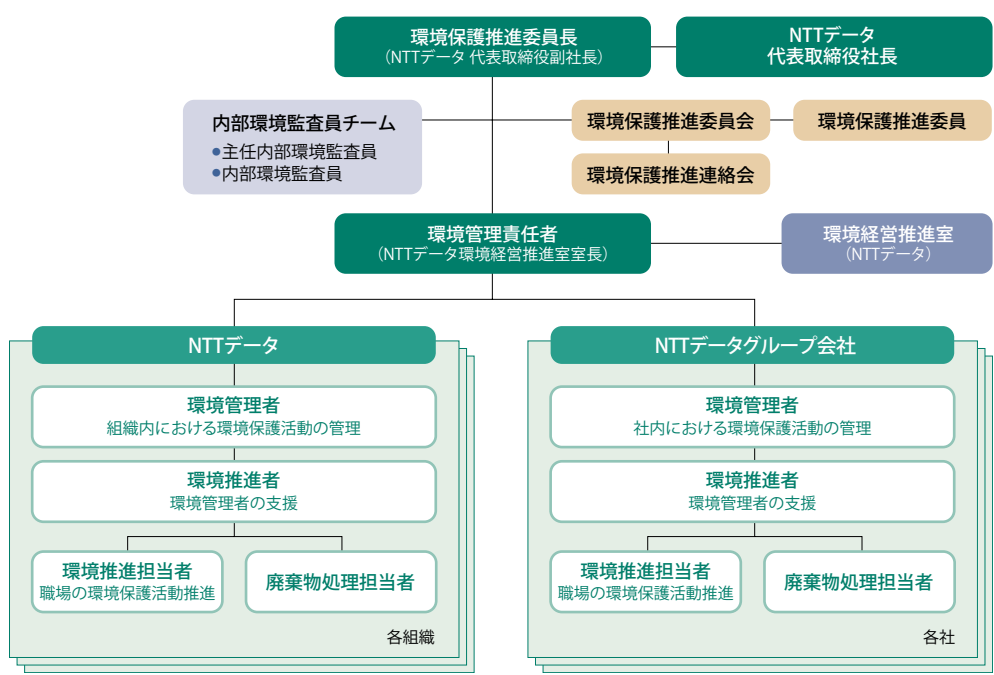 環境保護推進委員長
（NTTデータ 代表取締役副社長）
NTTデータ
代表取締役社長
内部環境監査員チーム
●主任内部環境監査員
●内部環境監査員
環境保護推進委員会
環境保護推進委員
環境保護推進連絡会
環境管理責任者
（NTTデータ環境経営推進室室長）
環境経営推進室
（NTTデータ）
NTTデータ
環境管理者
組織内における環境保護活動の管理
環境推進者
環境管理者の支援
環境推進担当者
職場の環境保護活動推進
廃棄物処理担当者
各組織
NTTデータグループ会社
環境管理者
社内における環境保護活動の管理
環境推進者
環境管理者の支援
環境推進担当者
職場の環境保護活動推進
廃棄物処理担当者
各社